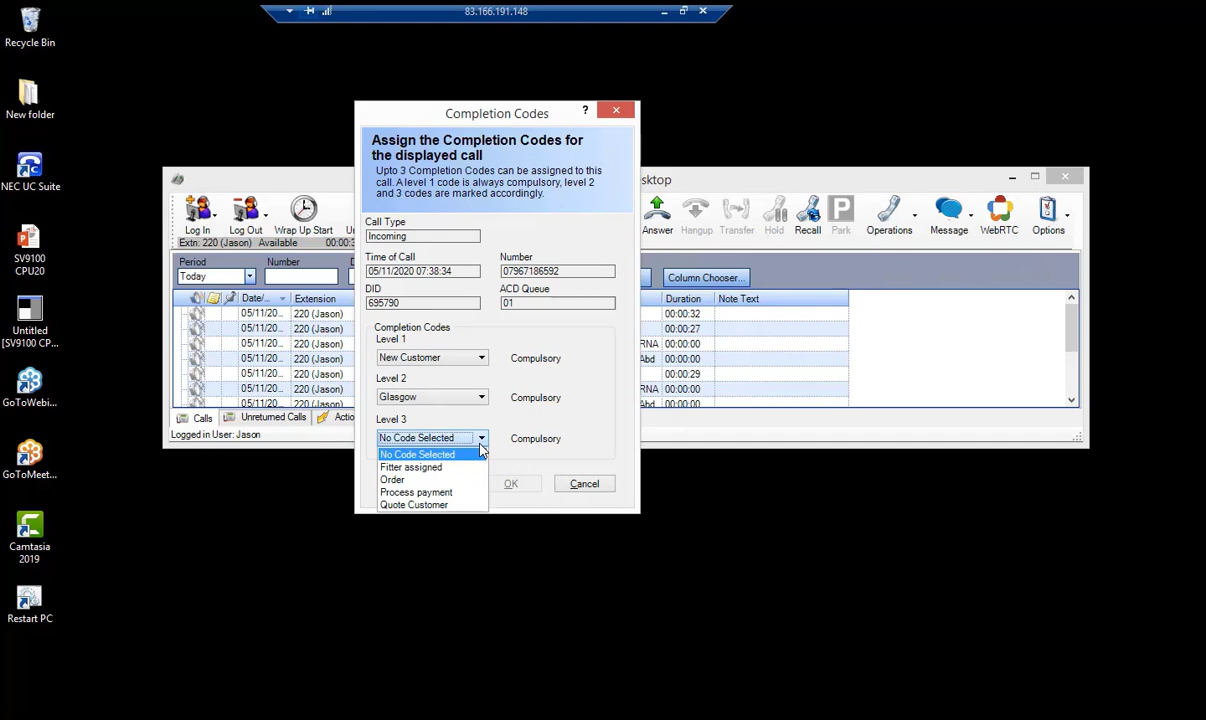 83.166.191.148
Recycle Bin
New folder
NEC UC Suite
SV9100
CPU20
Untitled
[SV9100 CP...
GoToWebi...
GoToMeet...
Camtasia
2019
Restart PC
Completion Codes
?
Assign the Completion Codes for
the displayed call
Upto 3 Completion Codes can be assigned to this
call. A level 1 code is always compulsory, level 2
and 3 codes are marked accordingly.
Call Type
Incoming
Time of Call
Number
05/11/2020 07:38:34
07967186592
DID
ACD Queue
695790
01
Completion Codes
Level 1
New Customer
Compulsory
Level 2
Glasgow
Compulsory
Level 3
No Code Selected
Compulsory
No Code Selected
Fitter assigned
Order
Process payment
Quote Customer
OK
Cancel
sktop
Log In
Log Out
Wrap Up
Start
Answer
Hangup
Transfer
Hold
Recall
Park
Operations
Message
WebRTC
Options
Extn: 220 (Jason)
Available
00:00:3
Period
Number
Today
Column Chooser...
Date/...
Extension
Duration
Note Text
05/11/20...
220 (Jason)
00:00:32
05/11/20...
220 (Jason)
00:00:27
05/11/20...
220 (Jason)
RNA
00:00:00
05/11/20...
220 (Jason)
Abd
00:00:00
05/11/20...
220 (Jason)
00:00:29
05/11/20...
220 (Jason)
RNA
00:00:00
05/11/20...
220 (Jason)
Abd
00:00:00
Calls
Unreturned Calls
Actio
Logged in User: Jason